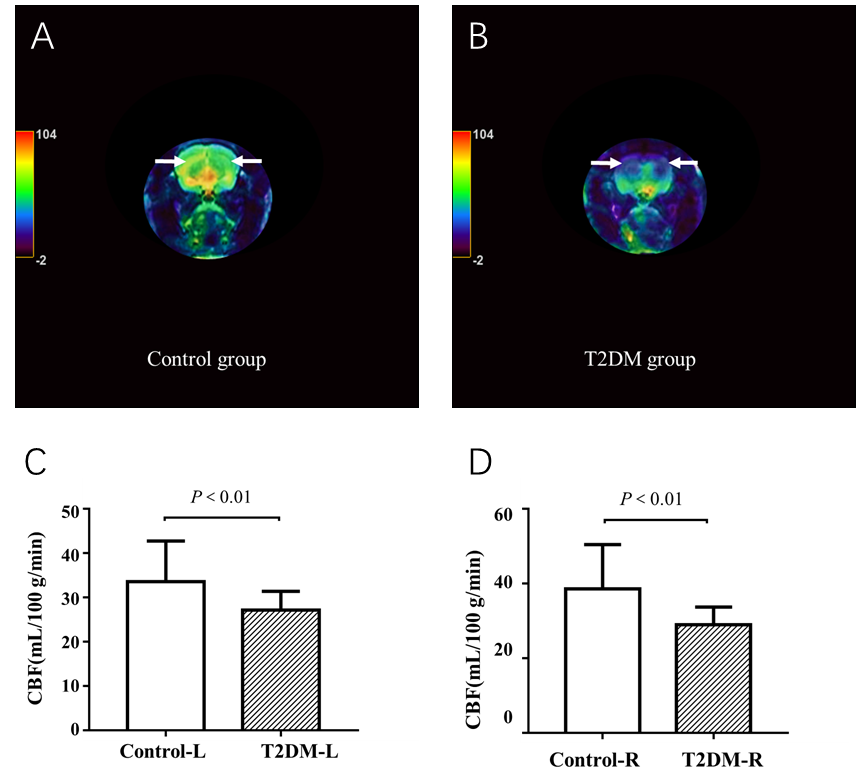 A
104
-2
Control group
B
104
-2
T2DM group
C
P < 0.01
CBF(mL/100 g/min)
50
40
30
20
10
0
Control-L
T2DM-L
D
P < 0.01
CBF(mL/100 g/min)
60
40
20
0
Control-R
T2DM-R